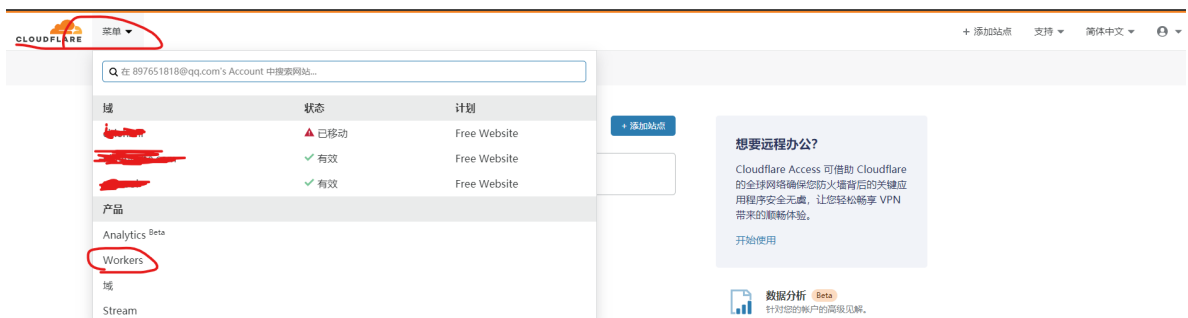 CLOUDFLARE
菜单
+ 添加站点 支持 简体中文
在 897651818@qq.com's Account 中搜索网站...
域 状态 计划
已移动 Free Website
有效 Free Website
有效 Free Website
产品
Analytics Beta
Workers
域
Stream
+ 添加站点
想要远程办公?
Cloudflare Access 可借助 Cloudflare
的全球网络确保您防火墙背后的关键应
用程序安全无虞，让您轻松畅享 VPN
带来的顺畅体验。
开始使用
数据分析 Beta
针对您的帐户的高级见解。